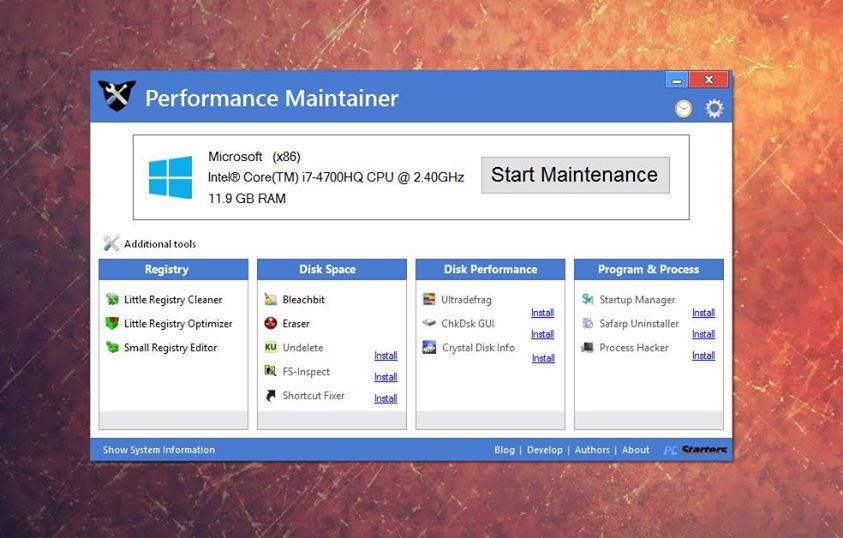 Performance Maintainer
Microsoft (x86)
Intel® Core(TM) i7-4700HQ CPU @ 2.40GHz
11.9 GB RAM
Start Maintenance
Additional tools
Registry
Little Registry Cleaner
Little Registry Optimizer
Small Registry Editor
Disk Space
Bleachbit
Eraser
KU Undelete
Install
FS-Inspect
Install
Shortcut Fixer
Install
Disk Performance
Ultradefrag
Install
ChkDsk GUI
Install
Crystal Disk Info
Install
Program & Process
Startup Manager
Install
Safarp Uninstaller
Install
Process Hacker
Install
Show System Information
Blog | Develop | Authors | About
PC Starters